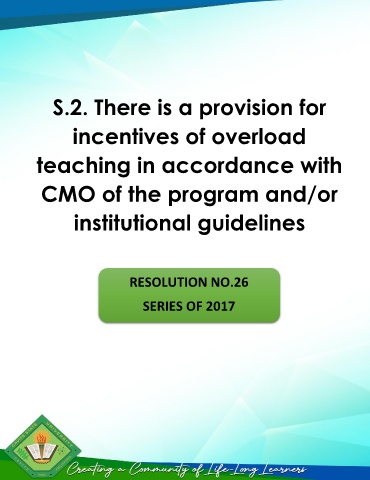 S.2. There is a provision for
incentives of overload
teaching in accordance with
CMO of the program and/or
institutional guidelines
RESOLUTION NO.26
SERIES OF 2017
Creating a Community of Life-Long Learners